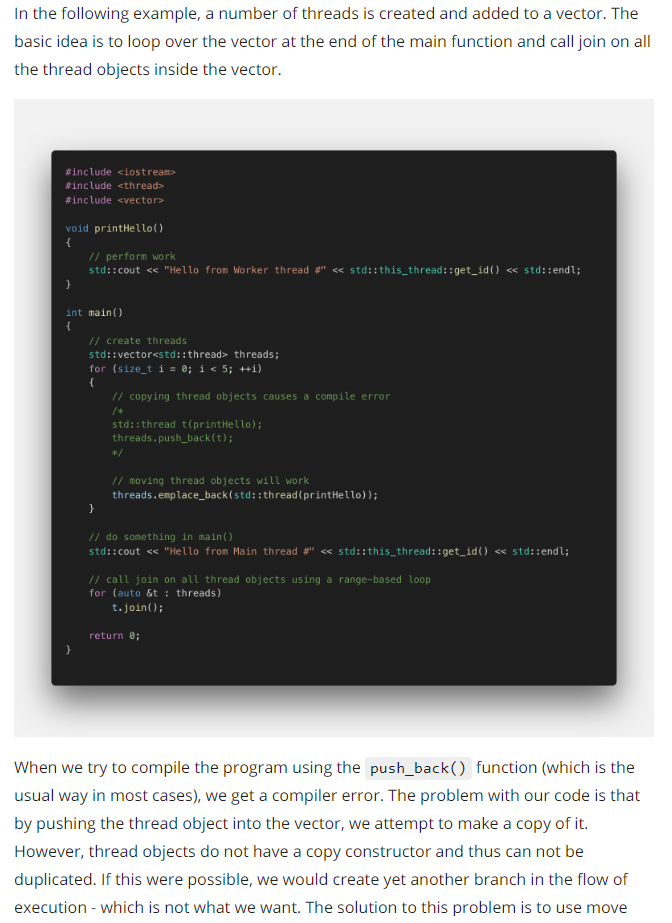 In the following example, a number of threads is created and added to a vector. The
basic idea is to loop over the vector at the end of the main function and call join on all
the thread objects inside the vector.
#include <iostream>
#include <thread>
#include <vector>
void printHello()
{
// perform work
std::cout << "Hello from Worker thread #" << std::this_thread::get_id() << std::endl;
}
int main()
{
// create threads
std::vector<std::thread> threads;
for (size_t i = 0; i < 5; ++i)
{
// copying thread objects causes a compile error
/*
std::thread t(printHello);
threads.push_back(t);
*/
// moving thread objects will work
threads.emplace_back(std::thread(printHello));
}
// do something in main()
std::cout << "Hello from Main thread #" << std::this_thread::get_id() << std::endl;
// call join on all thread objects using a range-based loop
for (auto &t : threads)
t.join();
return 0;
}
When we try to compile the program using the push_back() function (which is the
usual way in most cases), we get a compiler error. The problem with our code is that
by pushing the thread object into the vector, we attempt to make a copy of it.
However, thread objects do not have a copy constructor and thus can not be
duplicated. If this were possible, we would create yet another branch in the flow of
execution - which is not what we want. The solution to this problem is to use move